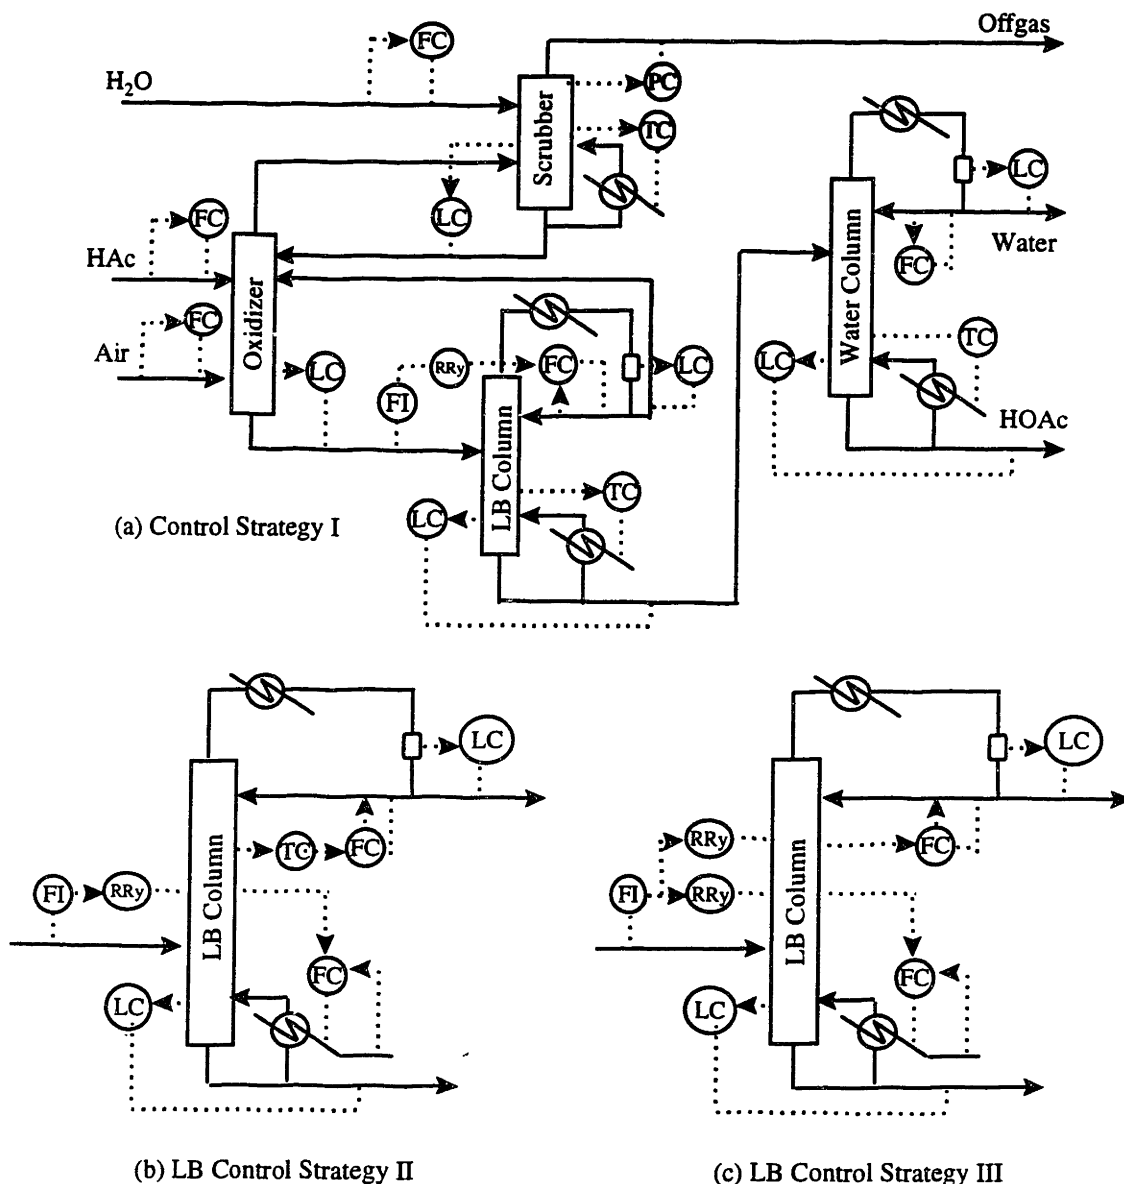 Offgas
FC
H₂O
PC
Scrubber
TC
LC
LC
FC
HAc
Water
FC
Oxidizer
FC
Air
Water Column
TC
LC
LC
RRy
FC
LC
FI
HOAc
LB Column
TC
LC
(a) Control Strategy I
LC
TC
FC
FI
RRy
LB Column
FC
LC
(b) LB Control Strategy II
LC
RRy
FC
FI
RRy
LB Column
FC
LC
(c) LB Control Strategy III